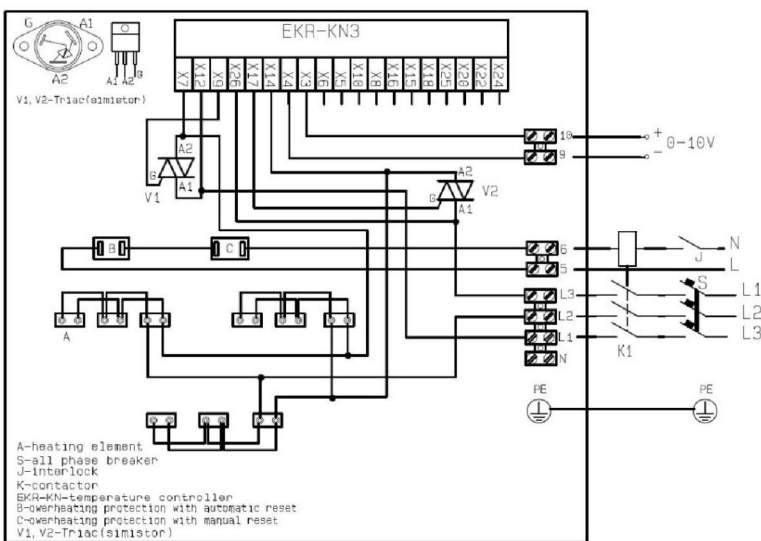 G A1
A2
A1 A2 G
V1, V2-Triac(simistor)
EKR-KN3
X7 X12 X9 X26 X17 X14 X4 X3 X6 X5 X10 X8 X16 X15 X18 X25 X20 X22 X24
10 + 0-10V
9 -
A2
G
A1
V1
A2
G
A1
V2
B C
6 J N
5 L
L3 S L1
L2 L2
L1 K1 L3
N
A
PE PE
A-heating element
S-all phase breaker
J-interlock
K-contactor
EKR-KN-temperature controller
B-overheating protection with automatic reset
C-overheating protection with manual reset
V1, V2-Triac(simistor)